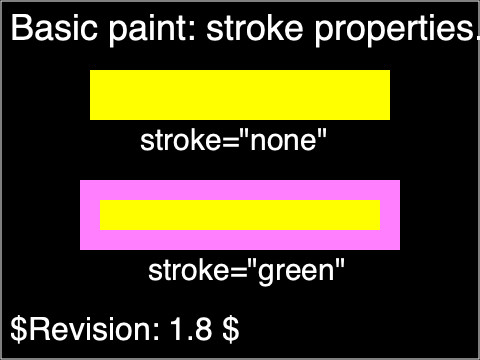 Basic paint: stroke properties.
stroke="none"
stroke="green"
$Revision: 1.8 $